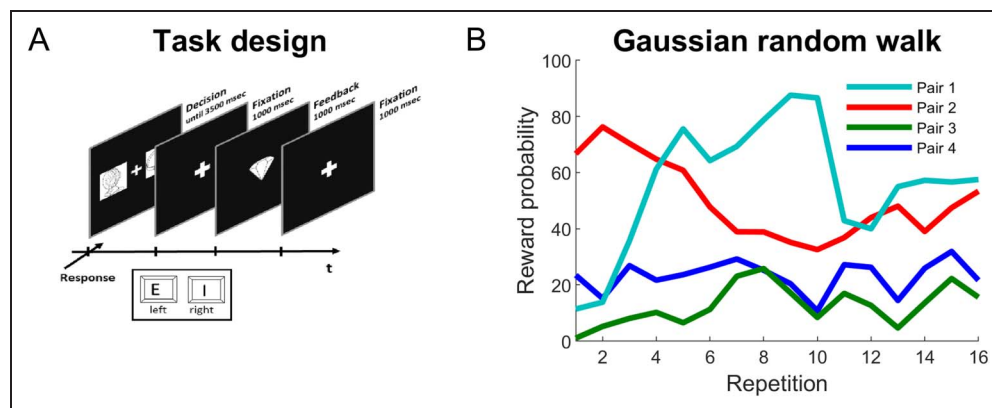 A
Task design
Decision
until 3500 msec
Fixation
1000 msec
Feedback
1000 msec
Fixation
1000 msec
Response
t
E
I
left
right
B
Gaussian random walk
Reward probability
100
80
60
40
20
0
Pair 1
Pair 2
Pair 3
Pair 4
2
4
6
8
10
12
14
16
Repetition